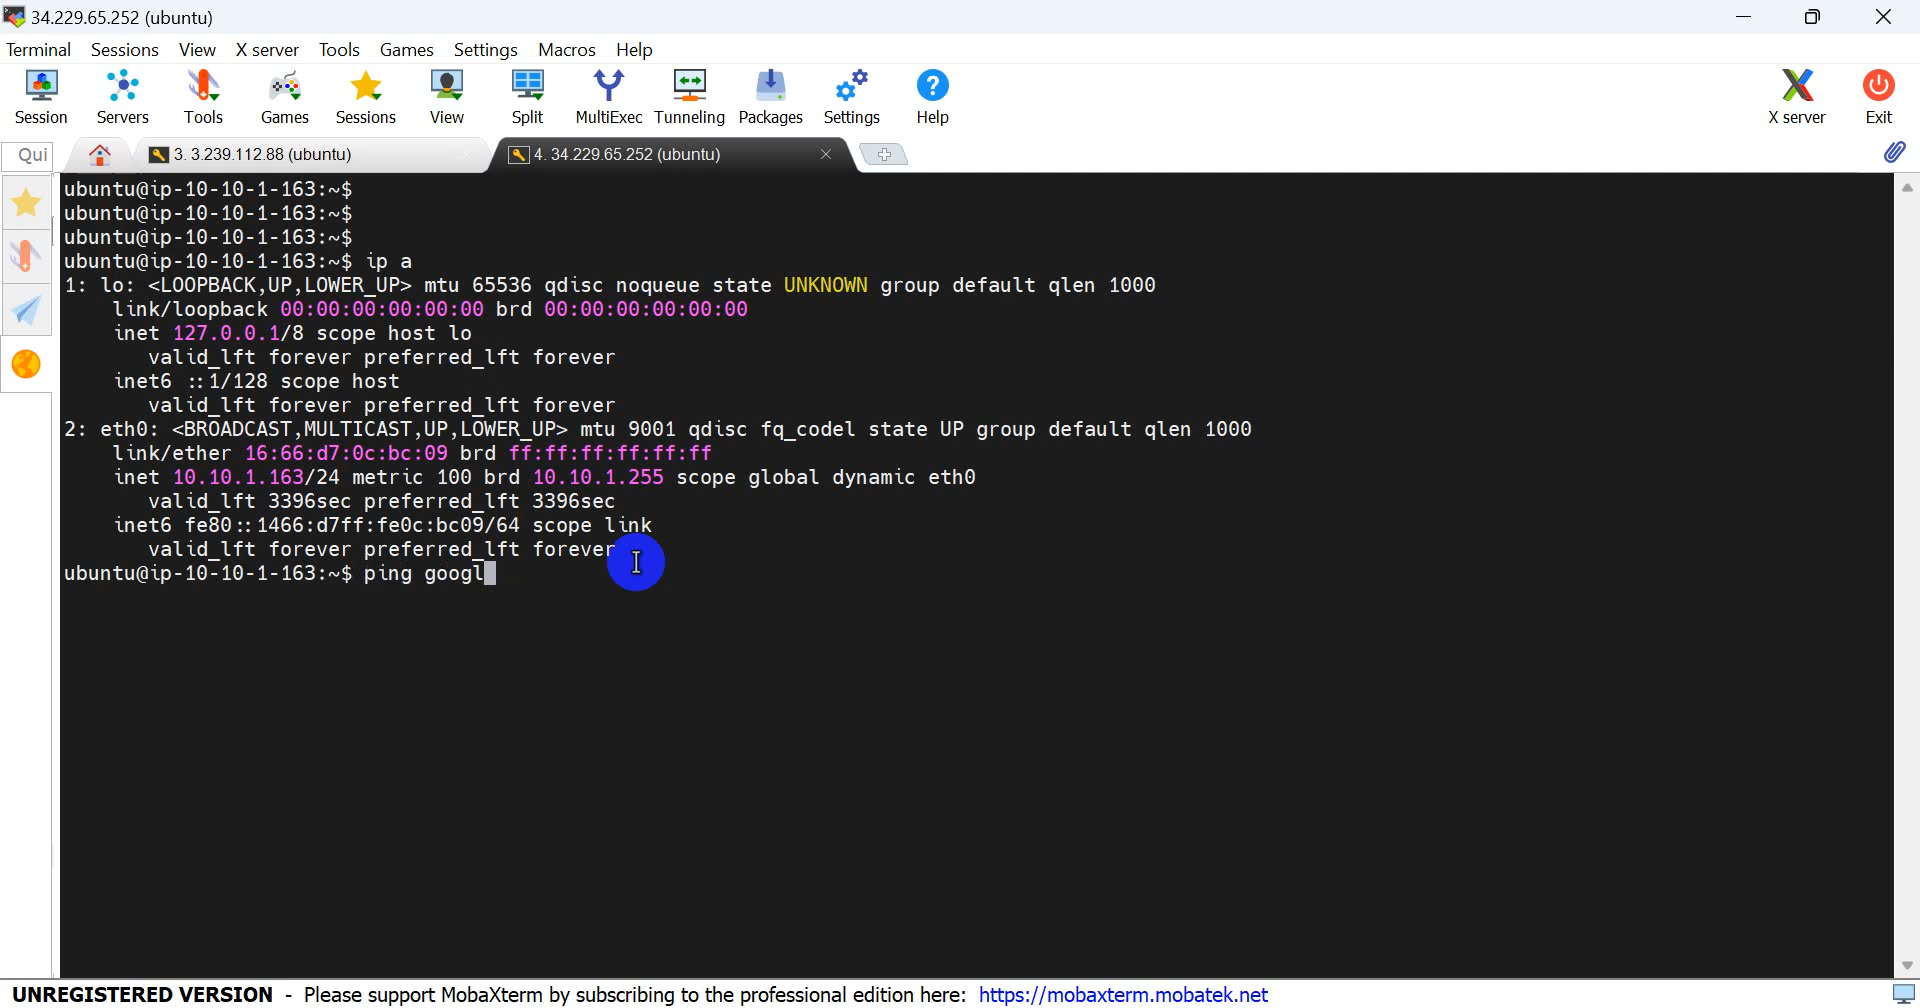 34.229.65.252 (ubuntu)
Terminal Sessions View X server Tools Games Settings Macros Help
Session Servers Tools Games Sessions View Split MultiExec Tunneling Packages Settings Help X server Exit
Qui 3. 3.239.112.88 (ubuntu) 4. 34.229.65.252 (ubuntu)
ubuntu@ip-10-10-1-163:~$
ubuntu@ip-10-10-1-163:~$
ubuntu@ip-10-10-1-163:~$
ubuntu@ip-10-10-1-163:~$ ip a
1: lo: <LOOPBACK,UP,LOWER_UP> mtu 65536 qdisc noqueue state UNKNOWN group default qlen 1000
link/loopback 00:00:00:00:00:00 brd 00:00:00:00:00:00
inet 127.0.0.1/8 scope host lo
valid_lft forever preferred_lft forever
inet6 ::1/128 scope host
valid_lft forever preferred_lft forever
2: eth0: <BROADCAST,MULTICAST,UP,LOWER_UP> mtu 9001 qdisc fq_codel state UP group default qlen 1000
link/ether 16:66:d7:0c:bc:09 brd ff:ff:ff:ff:ff:ff
inet 10.10.1.163/24 metric 100 brd 10.10.1.255 scope global dynamic eth0
valid_lft 3396sec preferred_lft 3396sec
inet6 fe80::1466:d7ff:fe0c:bc09/64 scope link
valid_lft forever preferred_lft forever
ubuntu@ip-10-10-1-163:~$ ping googl
UNREGISTERED VERSION - Please support MobaXterm by subscribing to the professional edition here: https://mobaxterm.mobatek.net